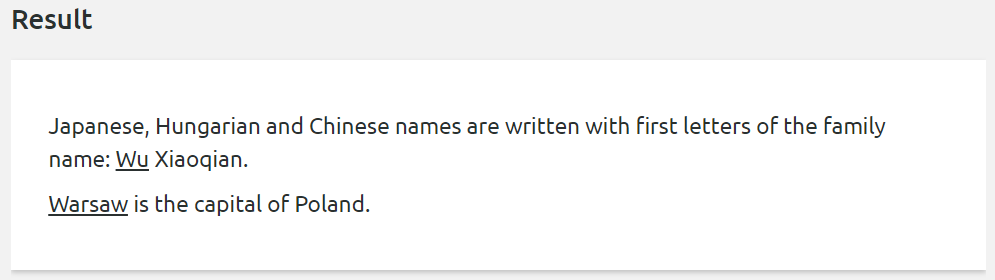 Result
Japanese, Hungarian and Chinese names are written with first letters of the family
name: Wu Xiaoqian.
Warsaw is the capital of Poland.